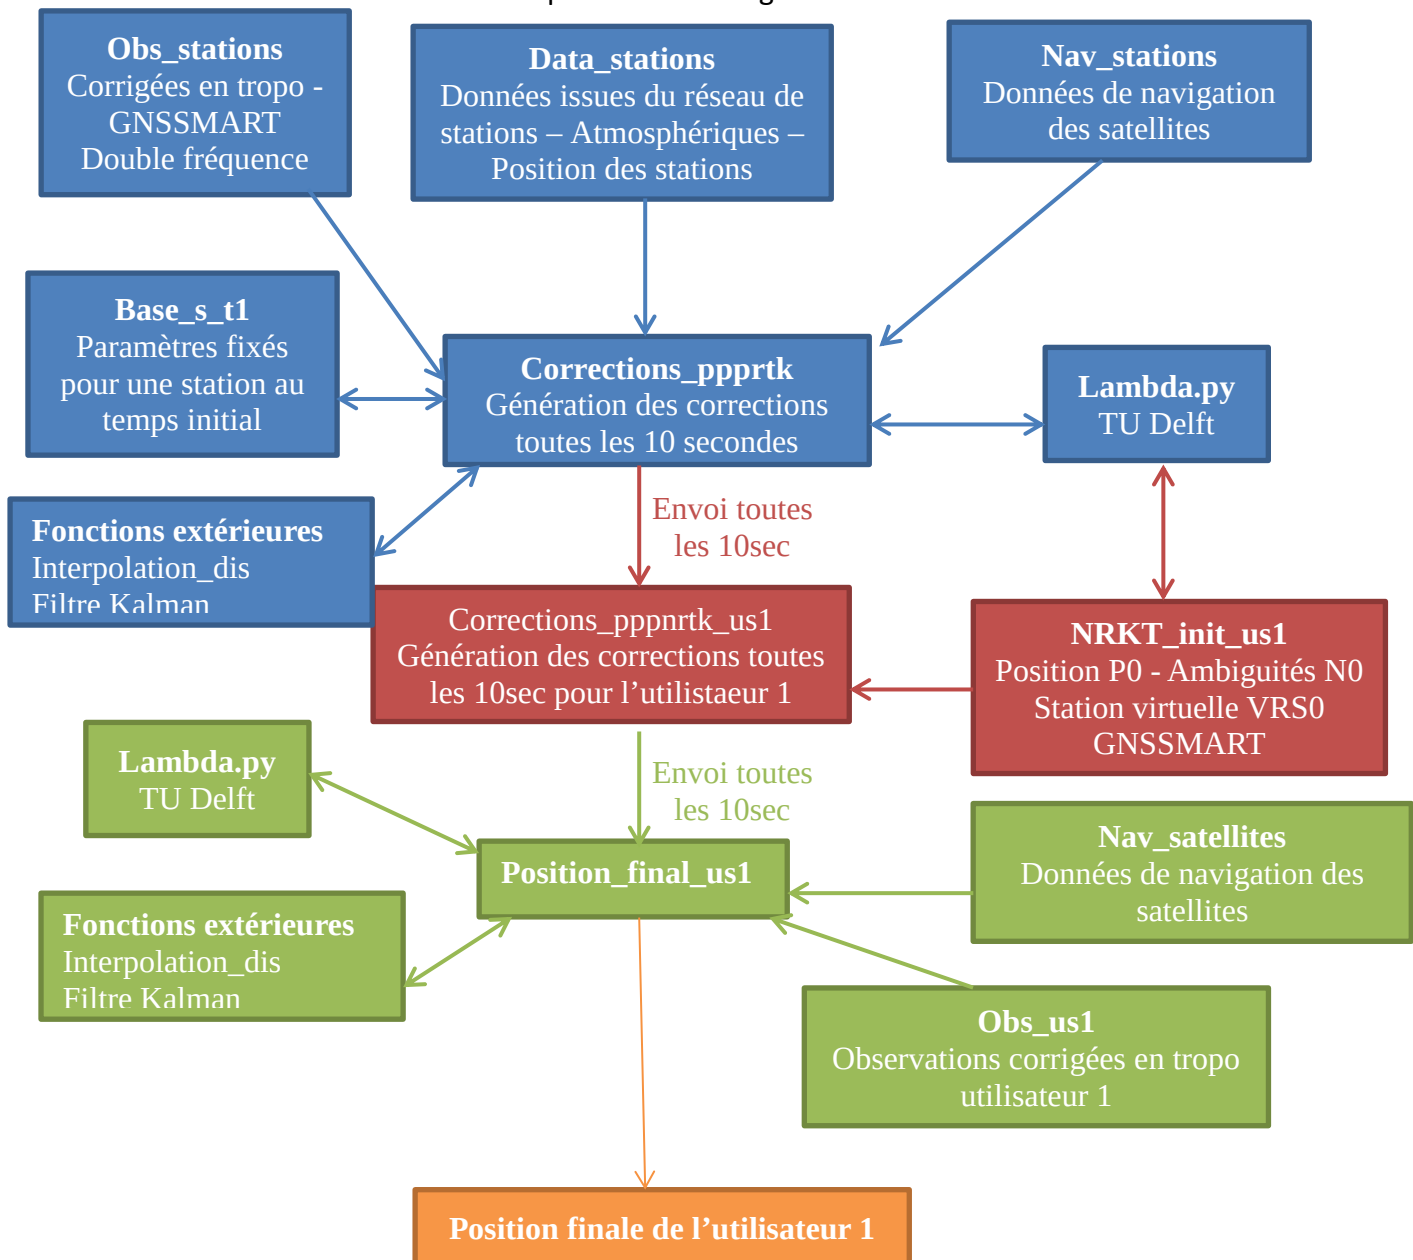 Obs_stations
Corrigées en tropo -
GNSSMART
Double fréquence
Data_stations
Données issues du réseau de
stations – Atmosphériques –
Position des stations
Nav_stations
Données de navigation
des satellites
Base_s_t1
Paramètres fixés
pour une station au
temps initial
Corrections_ppprtk
Génération des corrections
toutes les 10 secondes
Lambda.py
TU Delft
Fonctions extérieures
Interpolation_dis
Filtre Kalman
Envoi toutes
les 10sec
Corrections_pppnrtk_us1
Génération des corrections toutes
les 10sec pour l’utilistaeur 1
NRKT_init_us1
Position P0 - Ambiguités N0
Station virtuelle VRS0
GNSSMART
Lambda.py
TU Delft
Envoi toutes
les 10sec
Position_final_us1
Nav_satellites
Données de navigation des
satellites
Fonctions extérieures
Interpolation_dis
Filtre Kalman
Obs_us1
Observations corrigées en tropo
utilisateur 1
Position finale de l’utilisateur 1